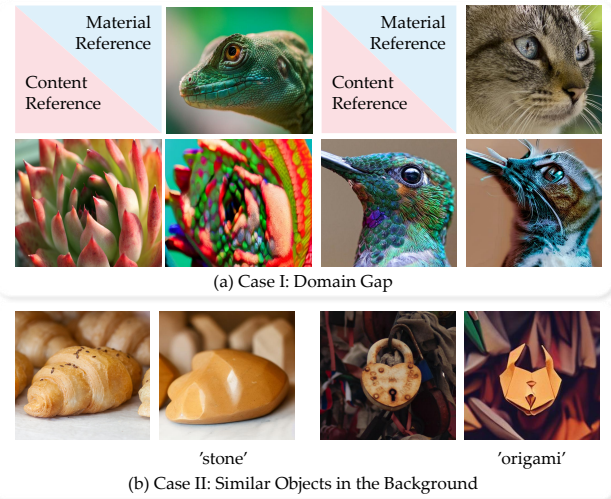 Material
Reference
Content
Reference
Material
Reference
Content
Reference
(a) Case I: Domain Gap
’stone’
’origami’
(b) Case II: Similar Objects in the Background